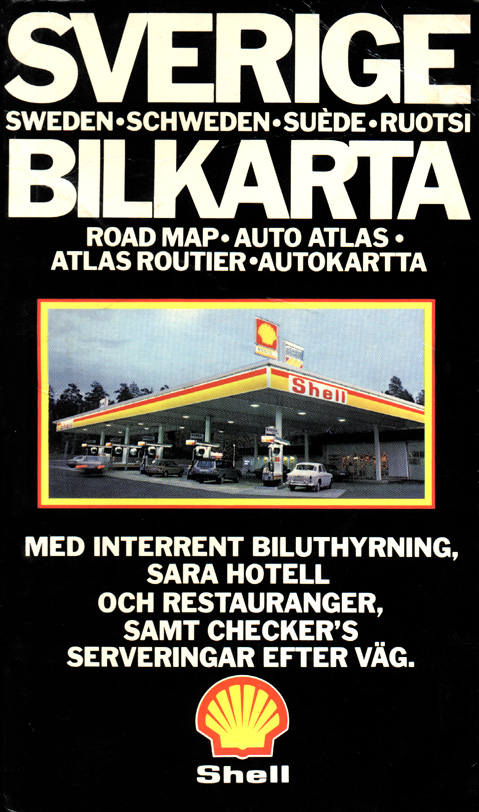 SVERIGE
SWEDEN•SCHWEDEN•SUÈDE•RUOTSI
BILKARTA
ROAD MAP•AUTO ATLAS•
ATLAS ROUTIER•AUTOKARTTA
Shell
MED INTERRENT BILUTHYRNING,
SARA HOTELL
OCH RESTAURANGER,
SAMT CHECKER'S
SERVERINGAR EFTER VÄG.
Shell